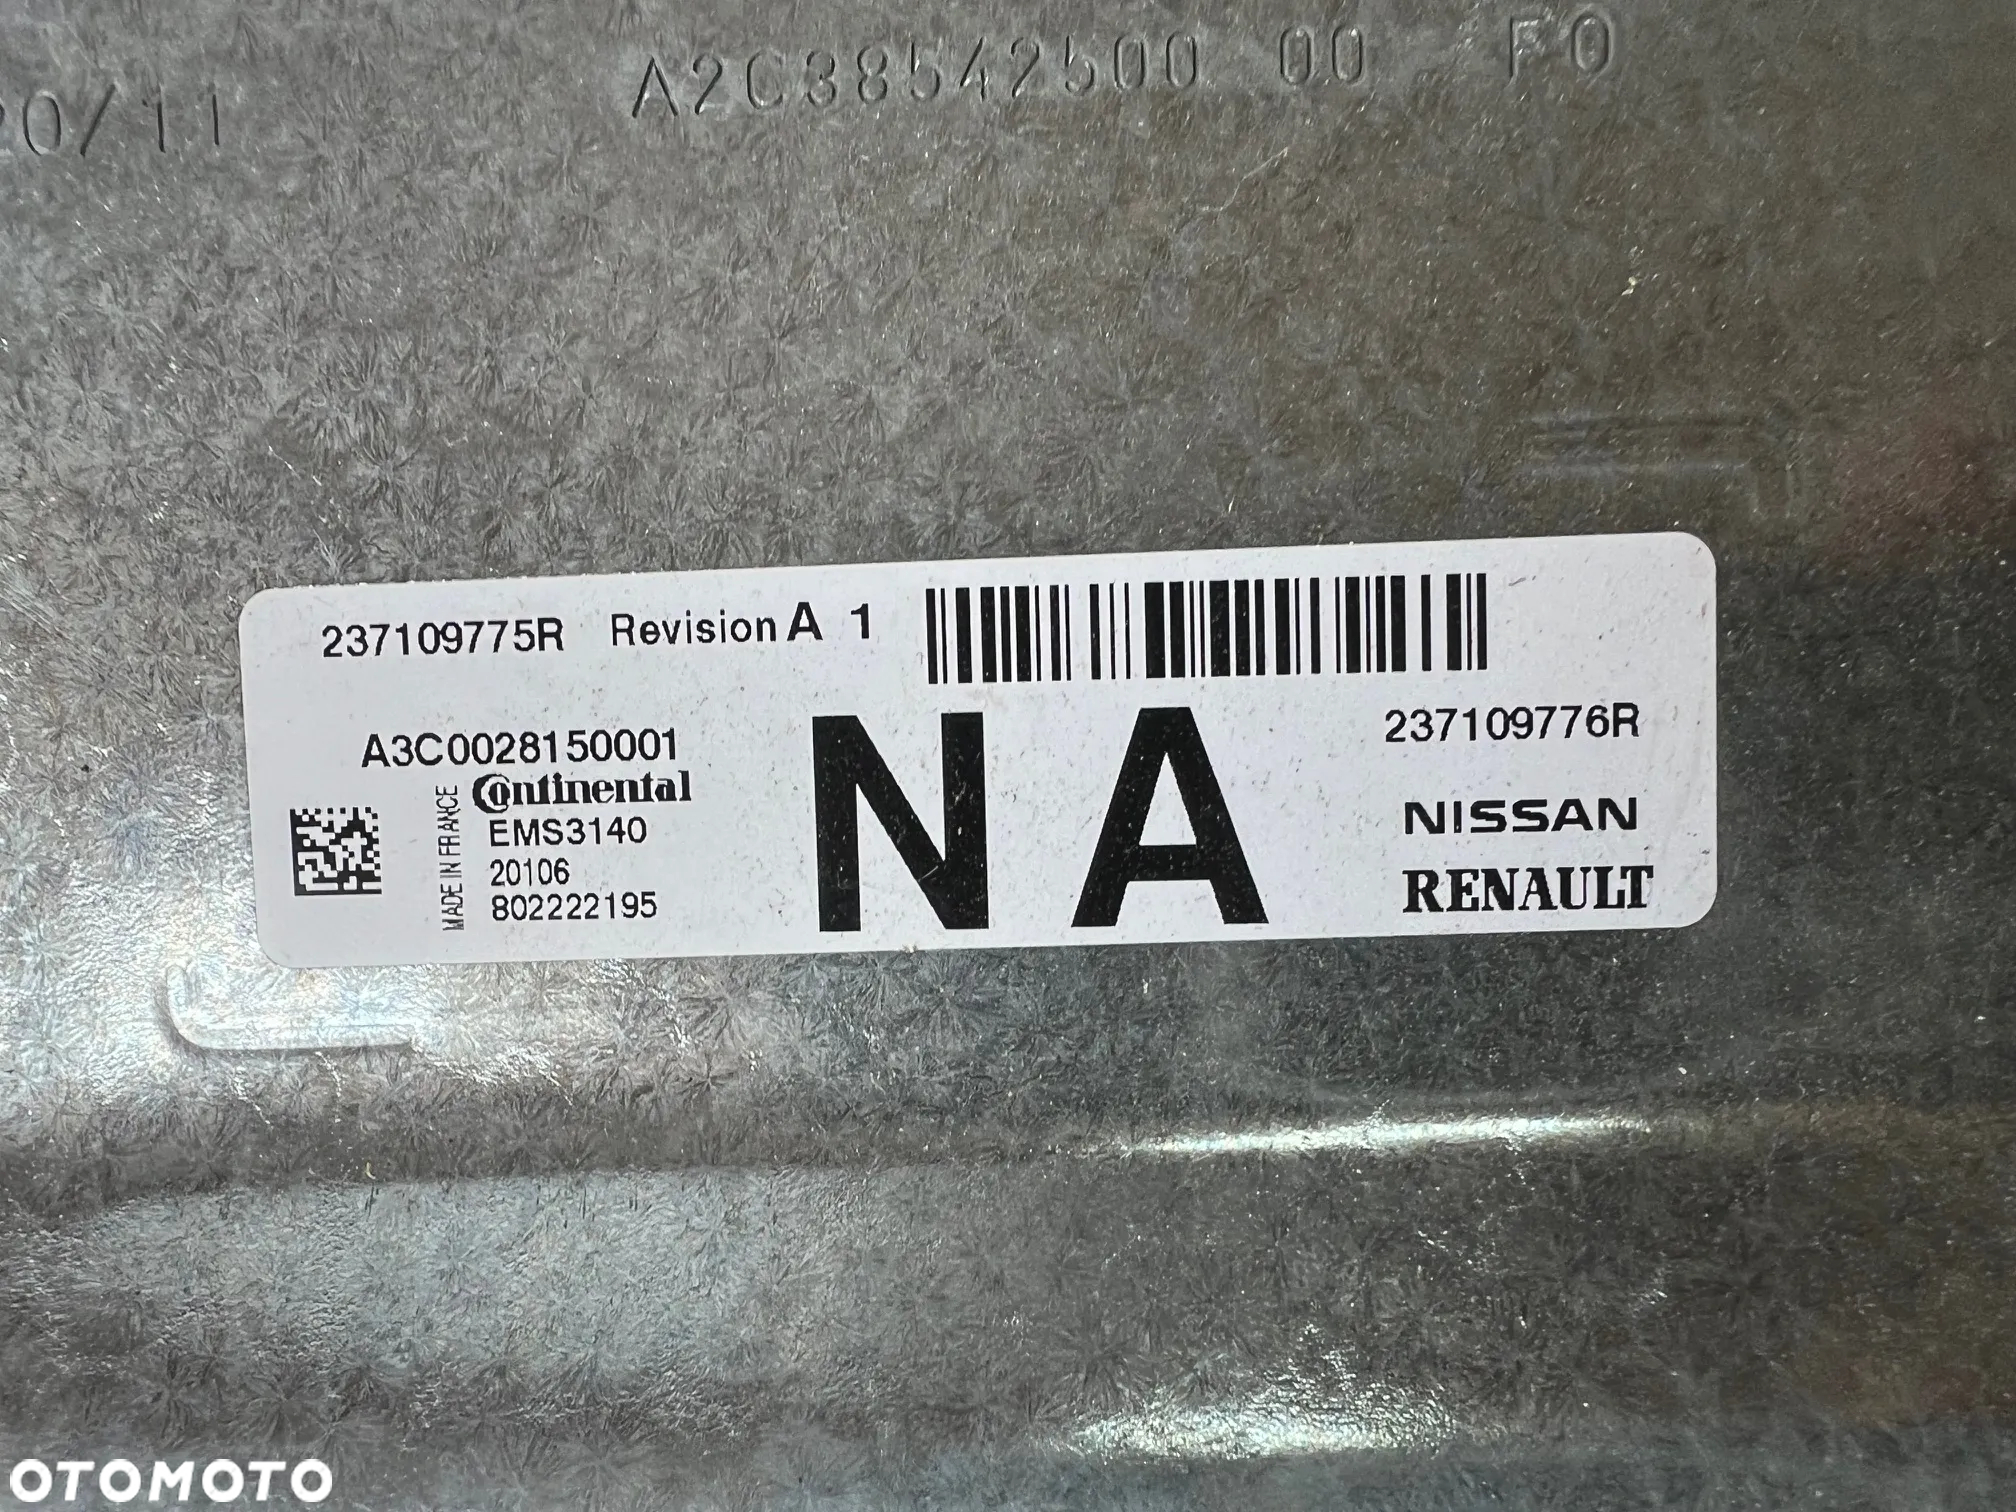 A2C38542500 00 F0
20/11
237109775R Revision A 1
A3C0028150001
Continental
EMS3140
20106
802222195
MADE IN FRANCE
NA
237109776R
NISSAN
RENAULT
OTOMOTO